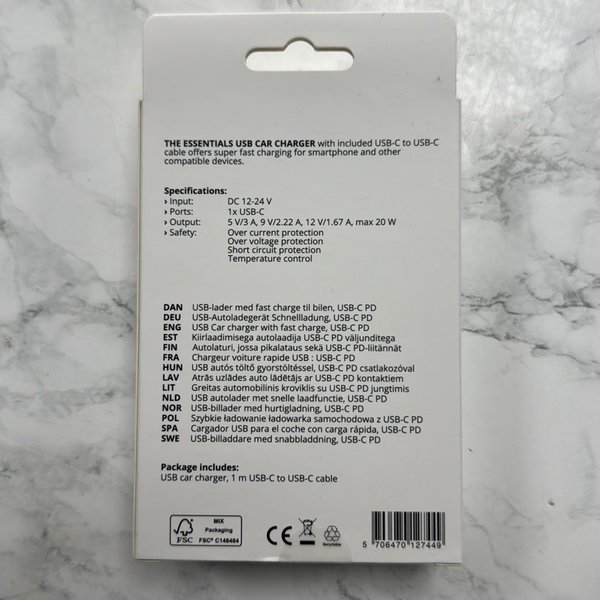 THE ESSENTIALS USB CAR CHARGER with included USB-C to USB-C
cable offers super fast charging for smartphone and other
compatible devices.
Specifications:
› Input: DC 12-24 V
› Ports: 1x USB-C
› Output: 5 V/3 A, 9 V/2.22 A, 12 V/1.67 A, max 20 W
› Safety: Over current protection
Over voltage protection
Short circuit protection
Temperature control
DAN USB-lader med fast charge til bilen, USB-C PD
DEU USB-Autoladegerät Schnellladung, USB-C PD
ENG USB Car charger with fast charge, USB-C PD
EST Kiirlaadimisega autolaadija USB-C PD väljunditega
FIN Autolaturi, jossa pikalataus sekä USB-C PD-liitännät
FRA Chargeur voiture rapide USB : USB-C PD
HUN USB autós töltő gyorstöltéssel, USB-C PD csatlakozóval
LAV Ātrās uzlādes auto lādētājs ar USB-C PD kontaktiem
LIT Greitas automobilinis kroviklis su USB-C PD jungtimis
NLD USB autolader met snelle laadfunctie, USB-C PD
NOR USB-billader med hurtigladning, USB-C PD
POL Szybkie ładowanie ładowarka samochodowa z USB-C PD
SPA Cargador USB para el coche con carga rápida, USB-C PD
SWE USB-billaddare med snabbladdning, USB-C PD
Package includes:
USB car charger, 1 m USB-C to USB-C cable
FSC
MIX
Packaging
FSC® C148484
CE
Recyclable
5 706470 127449